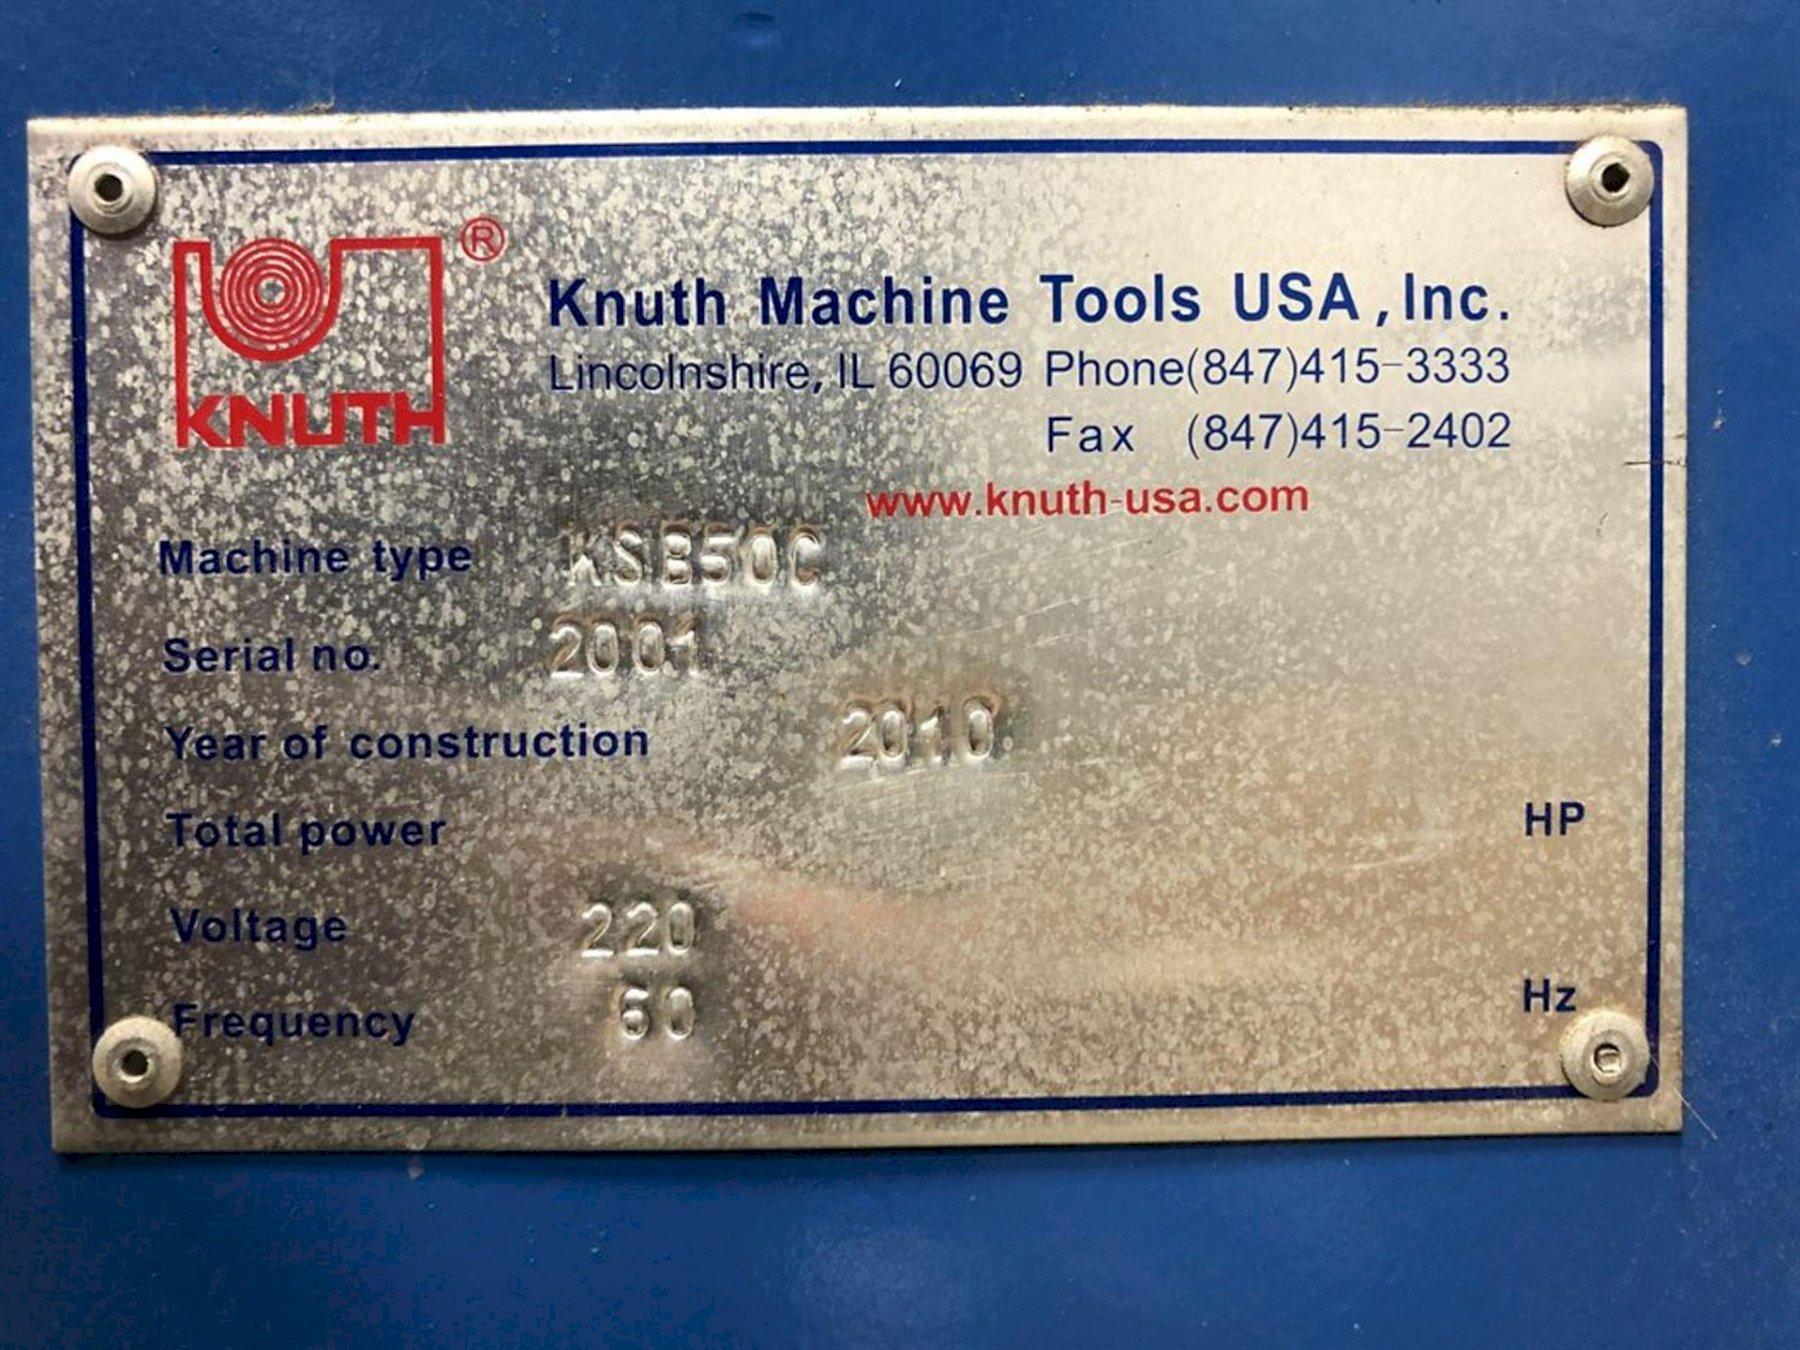 KNUTH ®
Knuth Machine Tools USA, Inc.
Lincolnshire, IL 60069 Phone(847)415-3333
Fax (847)415-2402
www.knuth-usa.com
Machine type KSB50C
Serial no. 2001
Year of construction 2010
Total power HP
Voltage 220
Frequency 60 Hz